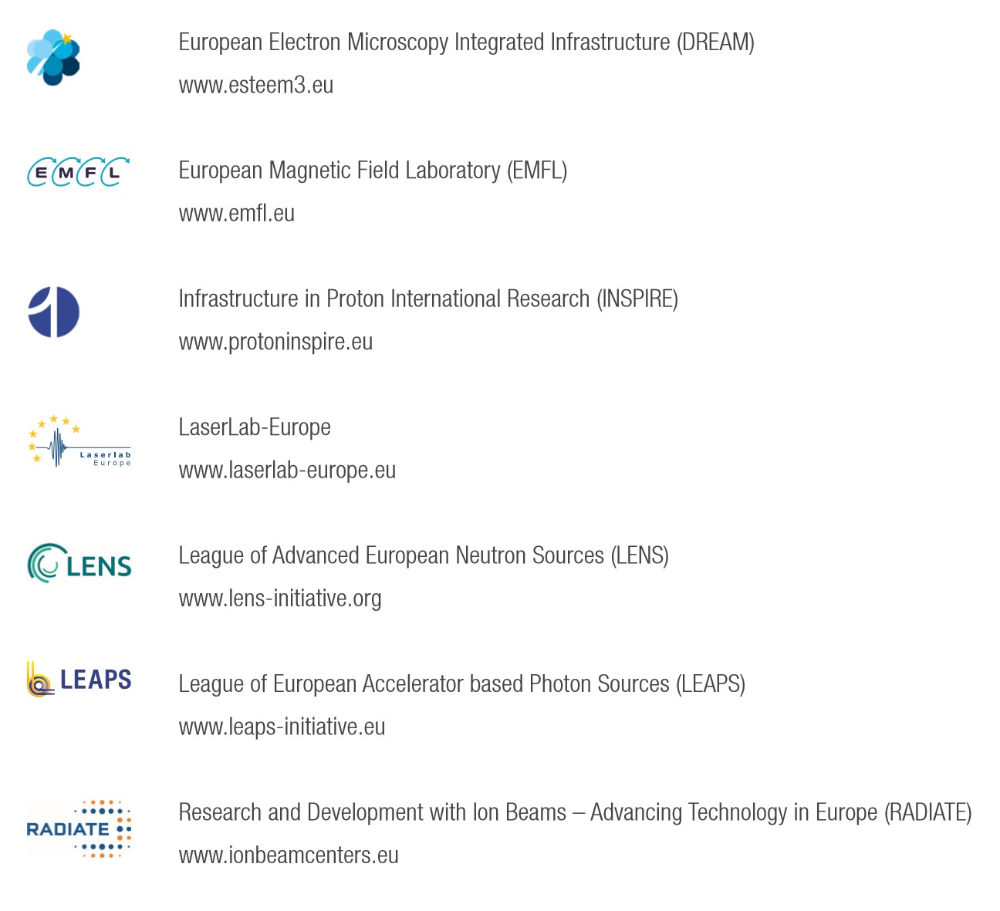 European Electron Microscopy Integrated Infrastructure (DREAM)
www.esteem3.eu
EMFL
European Magnetic Field Laboratory (EMFL)
www.emfl.eu
Infrastructure in Proton International Research (INSPIRE)
www.protoninspire.eu
Laserlab
Europe
LaserLab-Europe
www.laserlab-europe.eu
LENS
League of Advanced European Neutron Sources (LENS)
www.lens-initiative.org
LEAPS
League of European Accelerator based Photon Sources (LEAPS)
www.leaps-initiative.eu
RADIATE
Research and Development with Ion Beams – Advancing Technology in Europe (RADIATE)
www.ionbeamcenters.eu